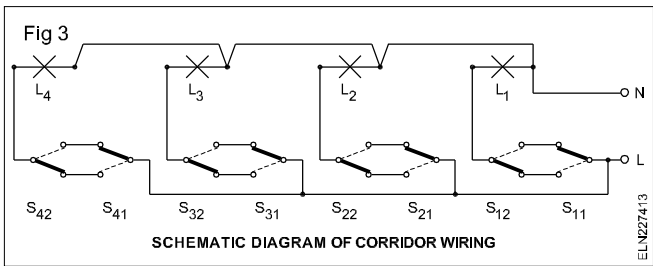 Fig 3
L4 L3 L2 L1 N
L
S42 S41 S32 S31 S22 S21 S12 S11
SCHEMATIC DIAGRAM OF CORRIDOR WIRING
ELN227413